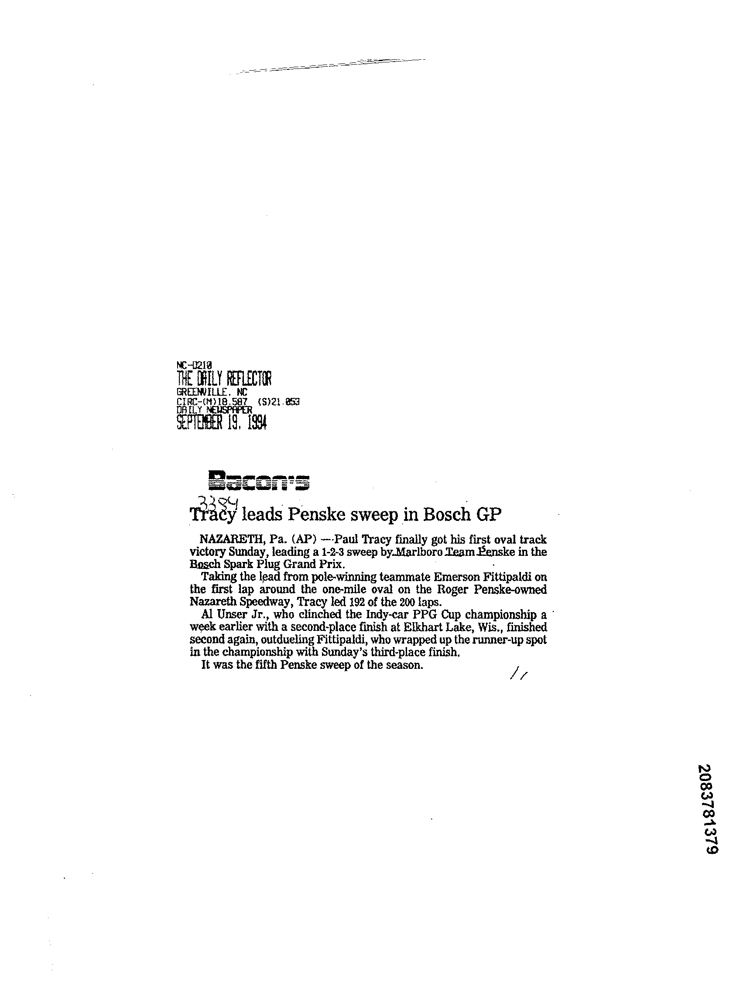 NC-0210
THE DAILY REFLECTOR
GREENVILLE, NC
CIRC-(M)18,587 (S)21,053
DAILY NEWSPAPER
SEPTEMBER 19, 1994
Bacon's
3384
Tracy leads Penske sweep in Bosch GP
NAZARETH, Pa. (AP) — Paul Tracy finally got his first oval track
victory Sunday, leading a 1-2-3 sweep by Marlboro Team Penske in the
Bosch Spark Plug Grand Prix.
Taking the lead from pole-winning teammate Emerson Fittipaldi on
the first lap around the one-mile oval on the Roger Penske-owned
Nazareth Speedway, Tracy led 192 of the 200 laps.
Al Unser Jr., who clinched the Indy-car PPG Cup championship a
week earlier with a second-place finish at Elkhart Lake, Wis., finished
second again, outdueling Fittipaldi, who wrapped up the runner-up spot
in the championship with Sunday's third-place finish.
It was the fifth Penske sweep of the season.
2083781379